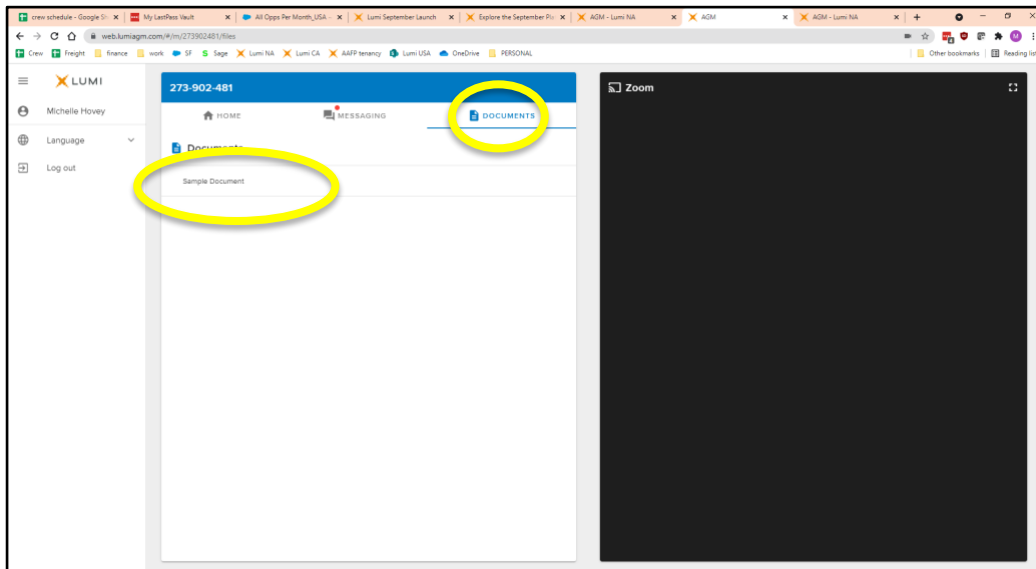 crew schedule - Google Sh
My LastPass Vault
All Opps Per Month_USA -
Lumi September Launch
Explore the September Pla
AGM - Lumi NA
AGM
AGM - Lumi NA
web.lumiagm.com/#/m/273902481/files
Crew
Freight
finance
work
SF
S Sage
Lumi NA
Lumi CA
AAFP tenancy
Lumi USA
OneDrive
PERSONAL
Other bookmarks
Reading list
LUMI
Michelle Hovey
Language
Log out
273-902-481
HOME
MESSAGING
DOCUMENTS
Documents
Sample Document
Zoom